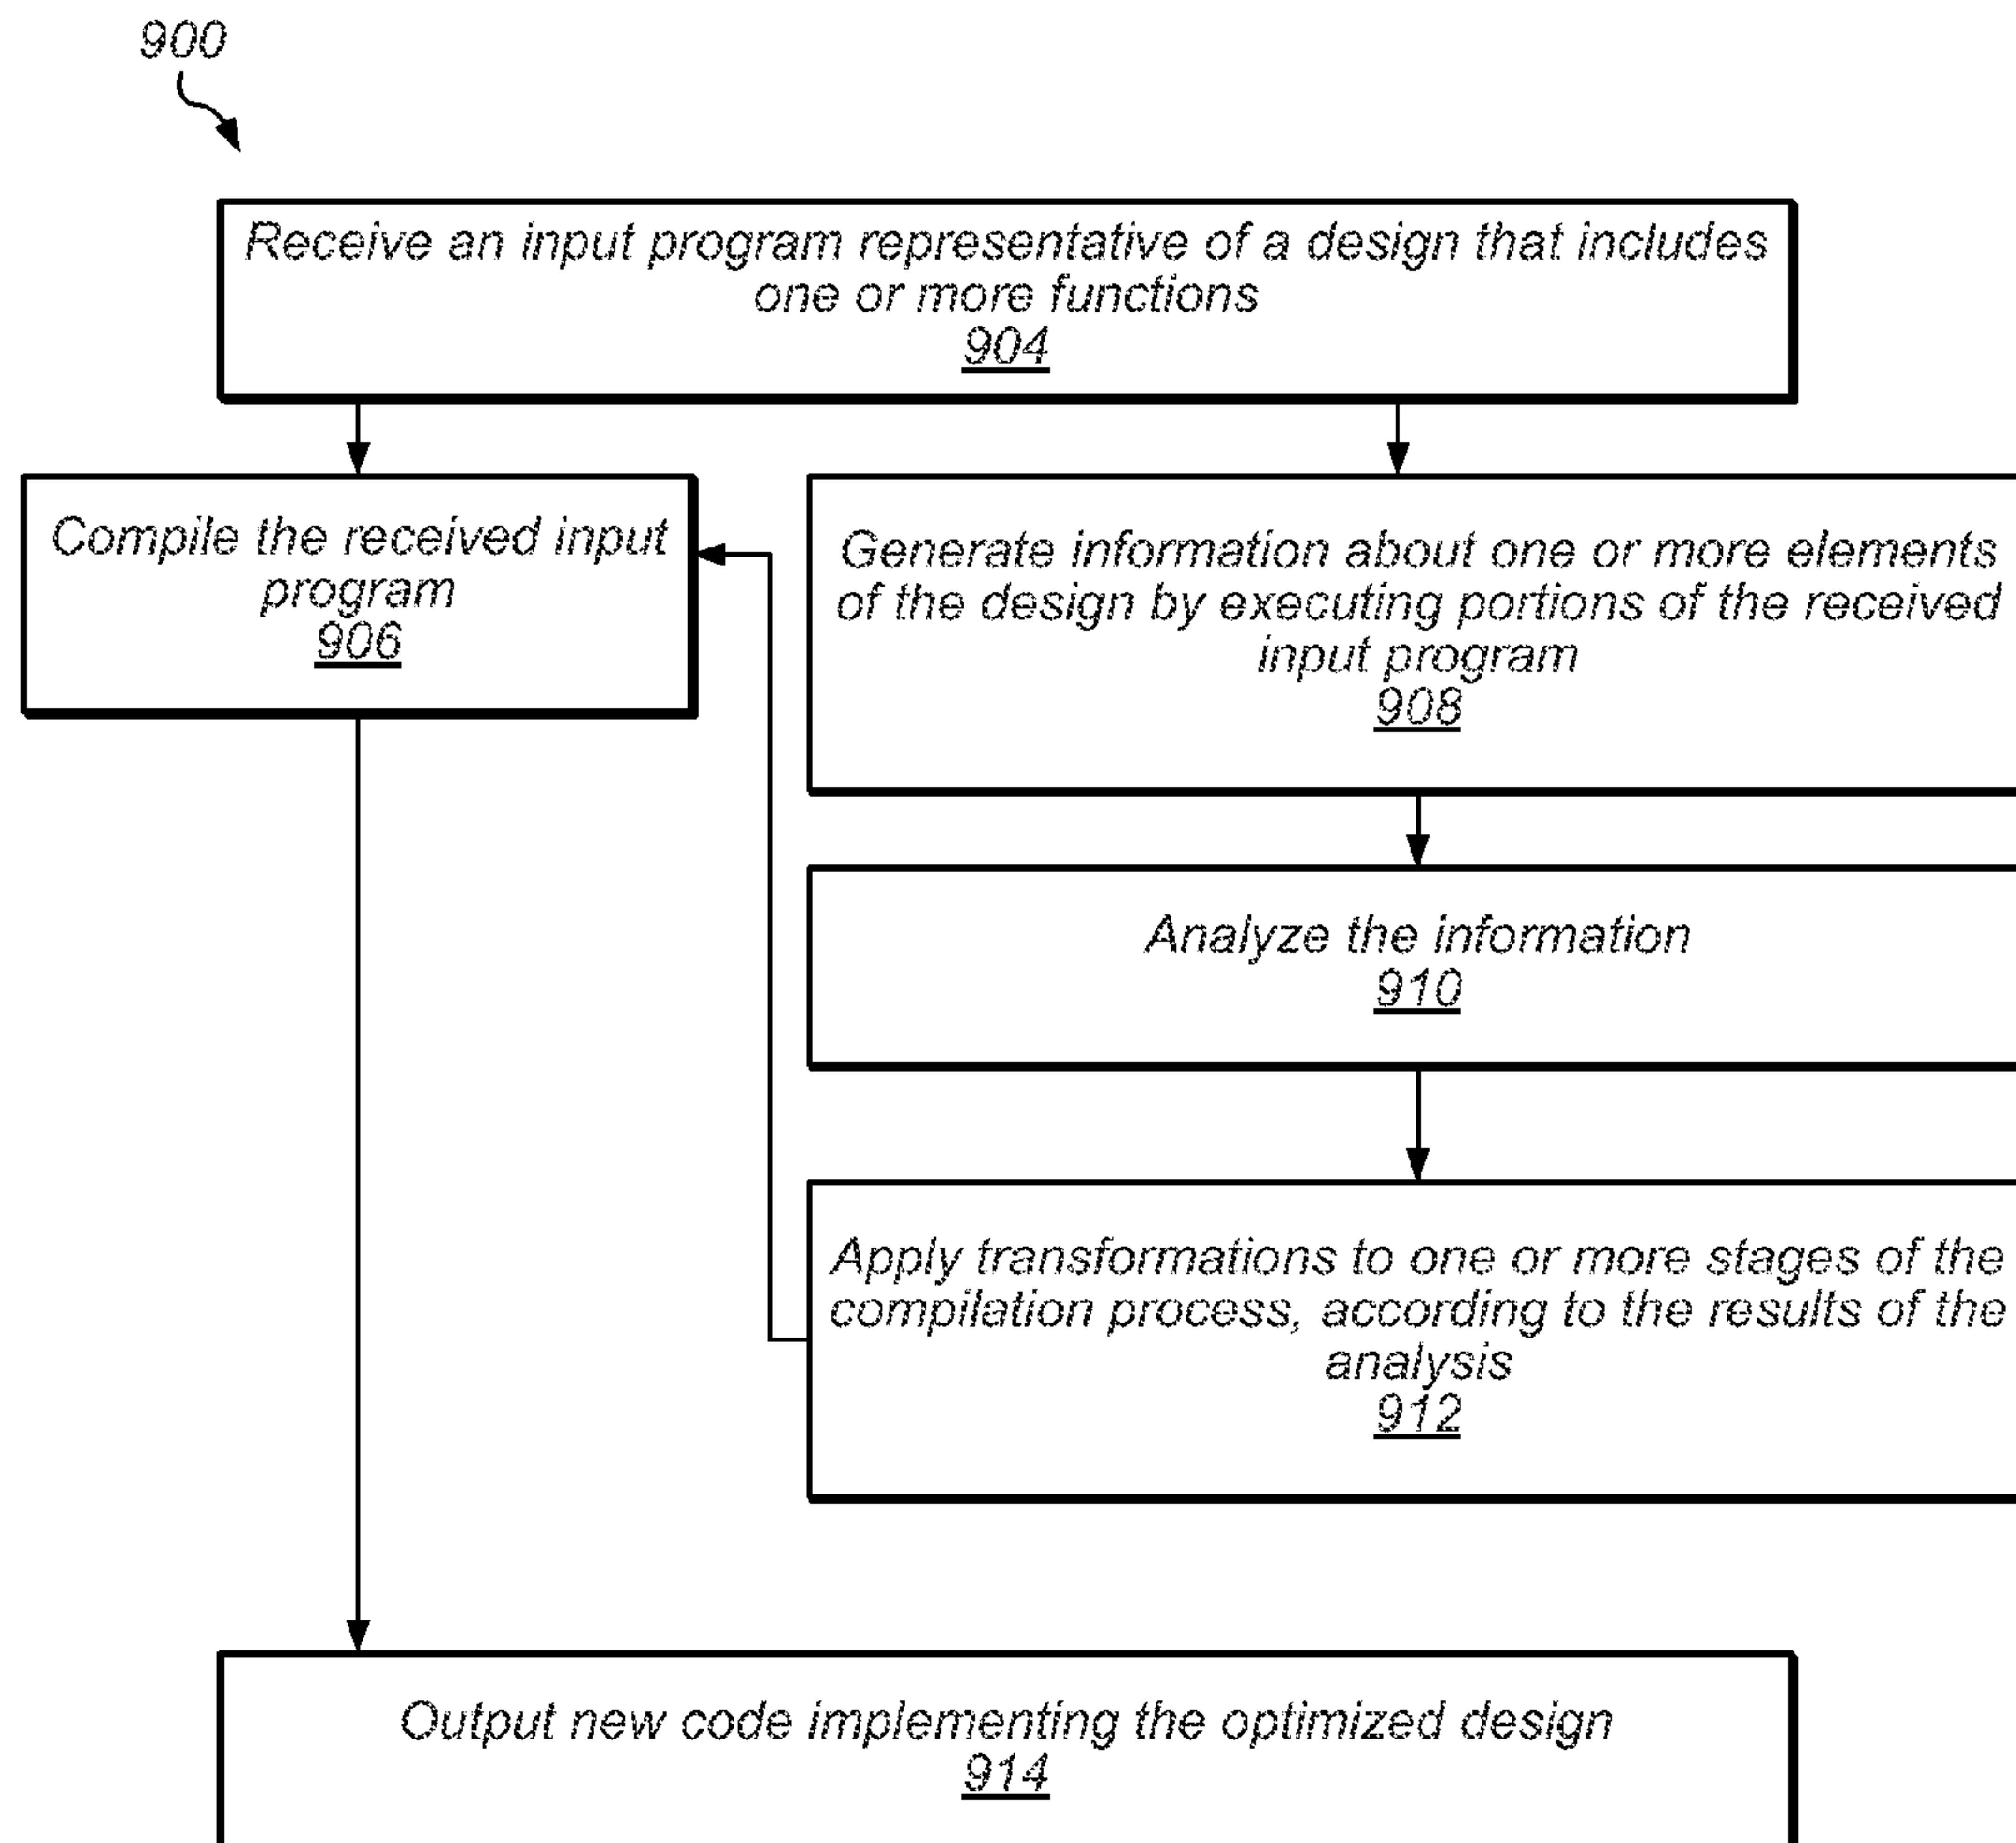 900
Receive an input program representative of a design that includes
one or more functions
904
Compile the received input
program
906
Generate information about one or more elements
of the design by executing portions of the received
input program
908
Analyze the information
910
Apply transformations to one or more stages of the
compilation process, according to the results of the
analysis
912
Output new code implementing the optimized design
914